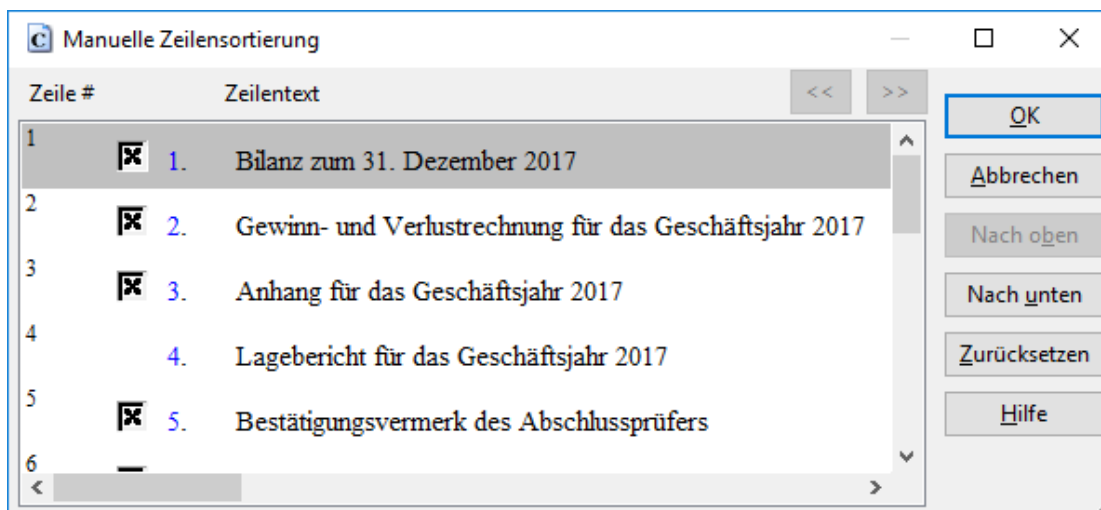 Manuelle Zeilensortierung
Zeile # Zeilentext << >>
OK
1 1. Bilanz zum 31. Dezember 2017
Abbrechen
2 2. Gewinn- und Verlustrechnung für das Geschäftsjahr 2017
Nach oben
3 3. Anhang für das Geschäftsjahr 2017
Nach unten
4 4. Lagebericht für das Geschäftsjahr 2017
Zurücksetzen
5 5. Bestätigungsvermerk des Abschlussprüfers
Hilfe
6